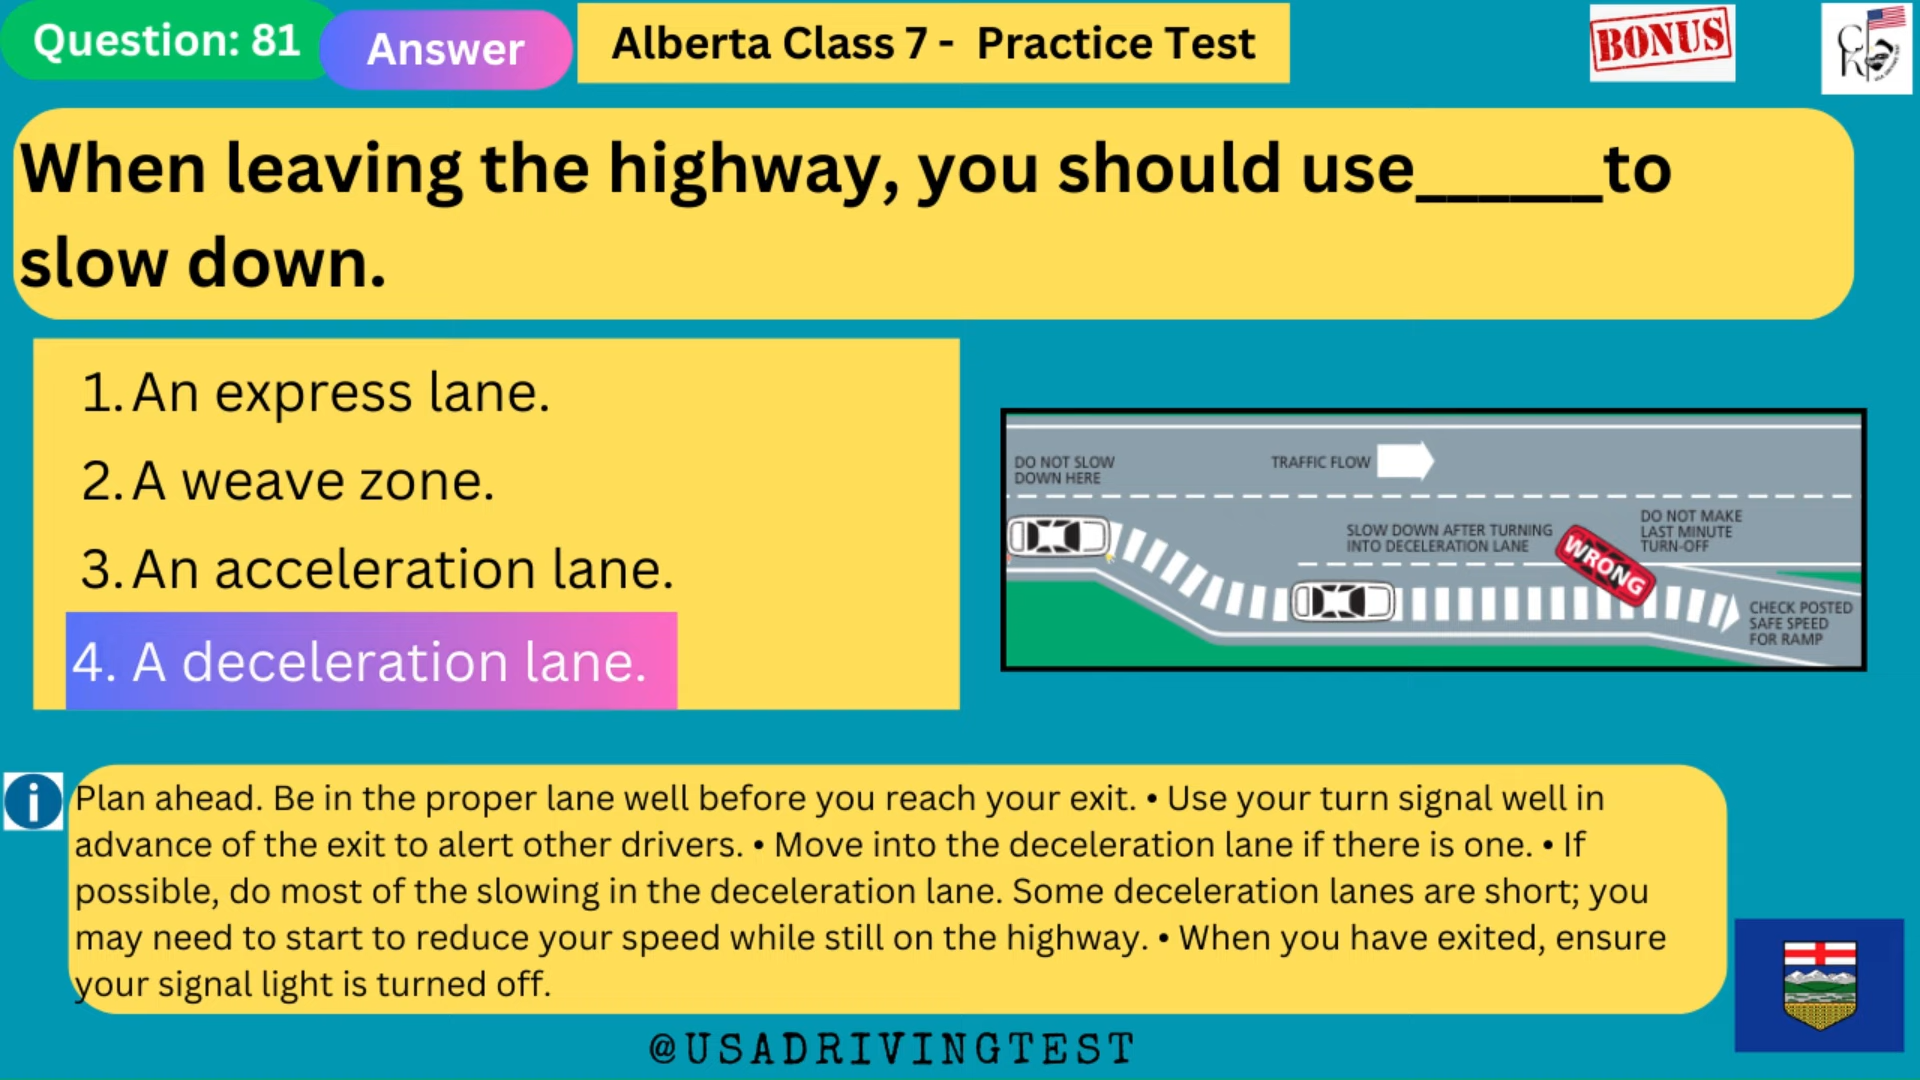 Question: 81
Answer
Alberta Class 7 -  Practice Test
BONUS
When leaving the highway, you should use______to
slow down.
1. An express lane.
2. A weave zone.
3. An acceleration lane.
4. A deceleration lane.
DO NOT SLOW
DOWN HERE
TRAFFIC FLOW
SLOW DOWN AFTER TURNING
INTO DECELERATION LANE
WRONG
DO NOT MAKE
LAST MINUTE
TURN-OFF
CHECK POSTED
SAFE SPEED
FOR RAMP
i
Plan ahead. Be in the proper lane well before you reach your exit. • Use your turn signal well in
advance of the exit to alert other drivers. • Move into the deceleration lane if there is one. • If
possible, do most of the slowing in the deceleration lane. Some deceleration lanes are short; you
may need to start to reduce your speed while still on the highway. • When you have exited, ensure
your signal light is turned off.
@USADRIVINGTEST